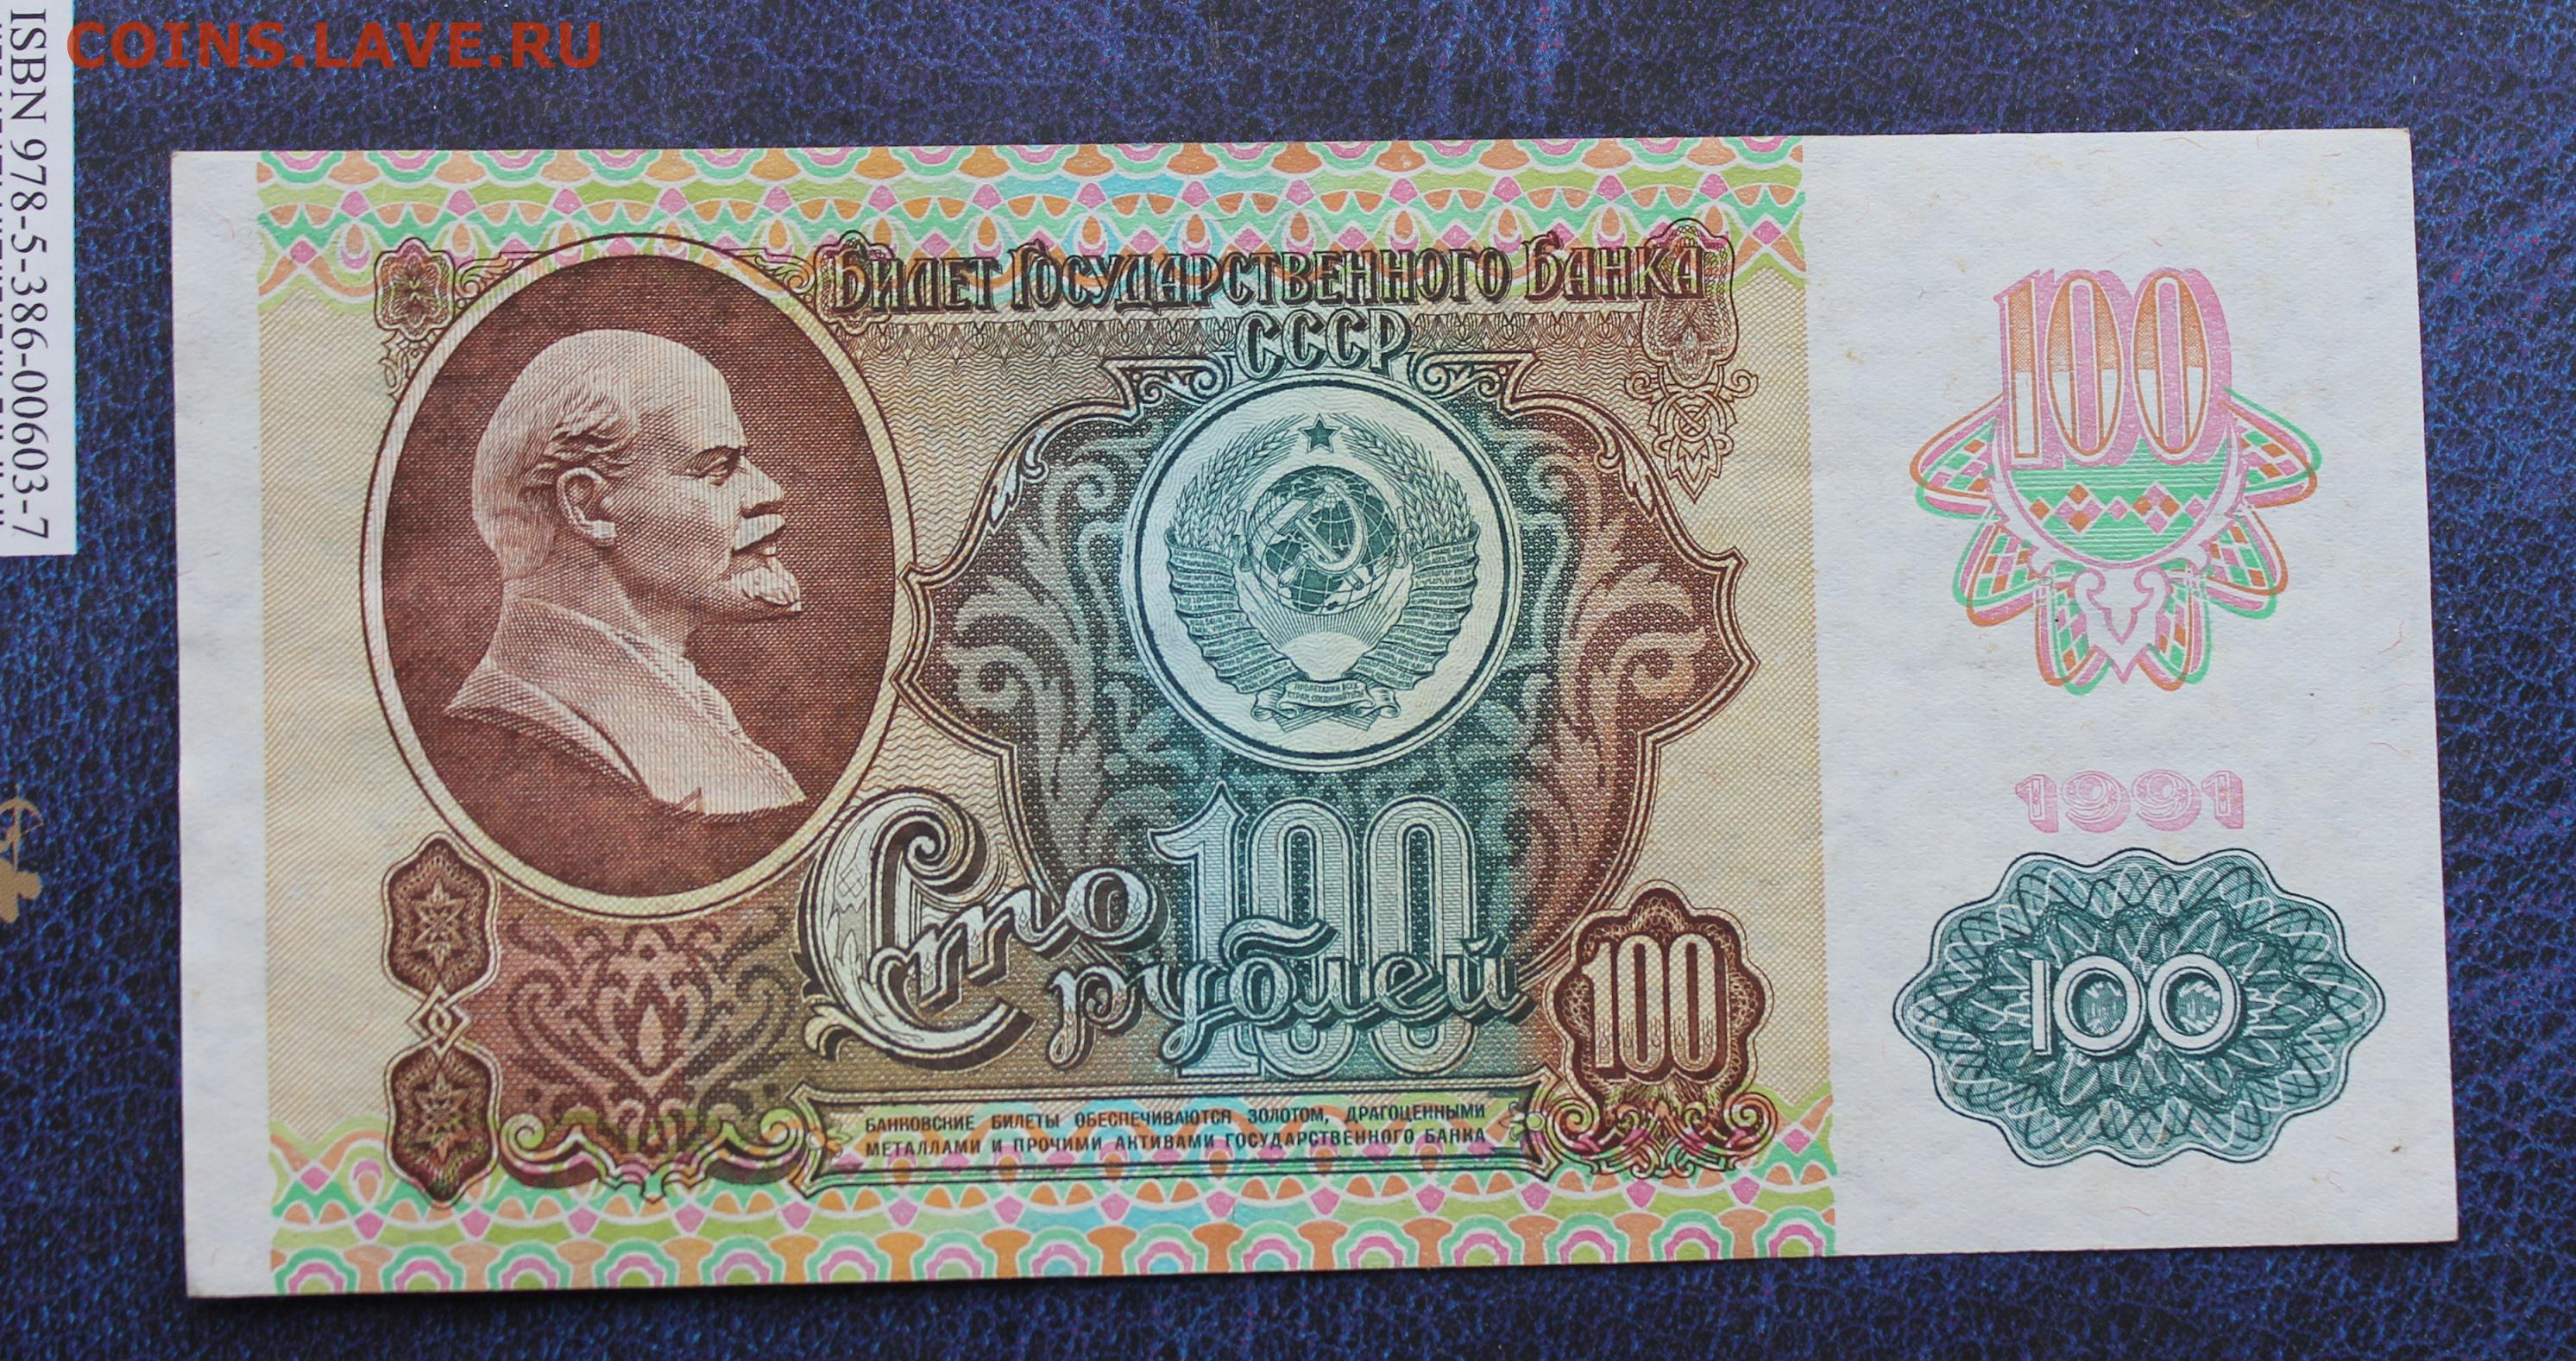 COINS.LAVE.RU
ISBN 978-5-386-00603-7
Билет Государственного Банка
СССР
ПРОЛЕТАРИИ ВСЕХ
СТРАН, СОЕДИНЯЙТЕСЬ!
100
Сто
рублей
100
БАНКОВСКИЕ БИЛЕТЫ ОБЕСПЕЧИВАЮТСЯ ЗОЛОТОМ, ДРАГОЦЕННЫМИ
МЕТАЛЛАМИ И ПРОЧИМИ АКТИВАМИ ГОСУДАРСТВЕННОГО БАНКА
100
100
1991
100